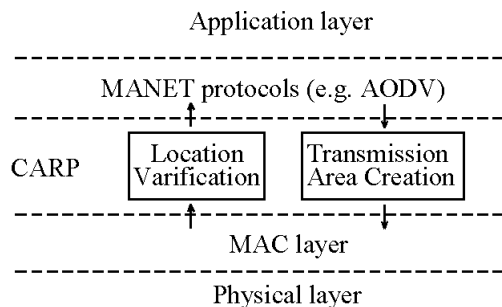 Application layer
MANET protocols (e.g. AODV)
CARP
Location
Varification
Transmission
Area Creation
MAC layer
Physical layer